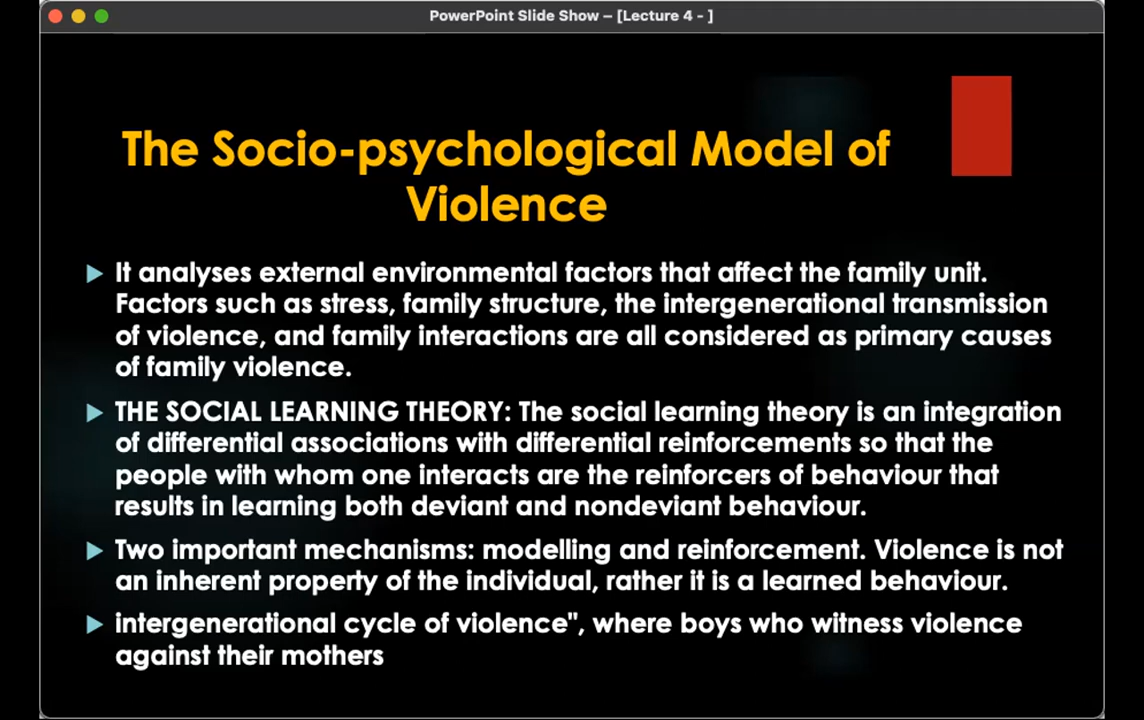 PowerPoint Slide Show – [Lecture 4 - ]
The Socio-psychological Model of
Violence
It analyses external environmental factors that affect the family unit.
Factors such as stress, family structure, the intergenerational transmission
of violence, and family interactions are all considered as primary causes
of family violence.
THE SOCIAL LEARNING THEORY: The social learning theory is an integration
of differential associations with differential reinforcements so that the
people with whom one interacts are the reinforcers of behaviour that
results in learning both deviant and nondeviant behaviour.
Two important mechanisms: modelling and reinforcement. Violence is not
an inherent property of the individual, rather it is a learned behaviour.
intergenerational cycle of violence", where boys who witness violence
against their mothers